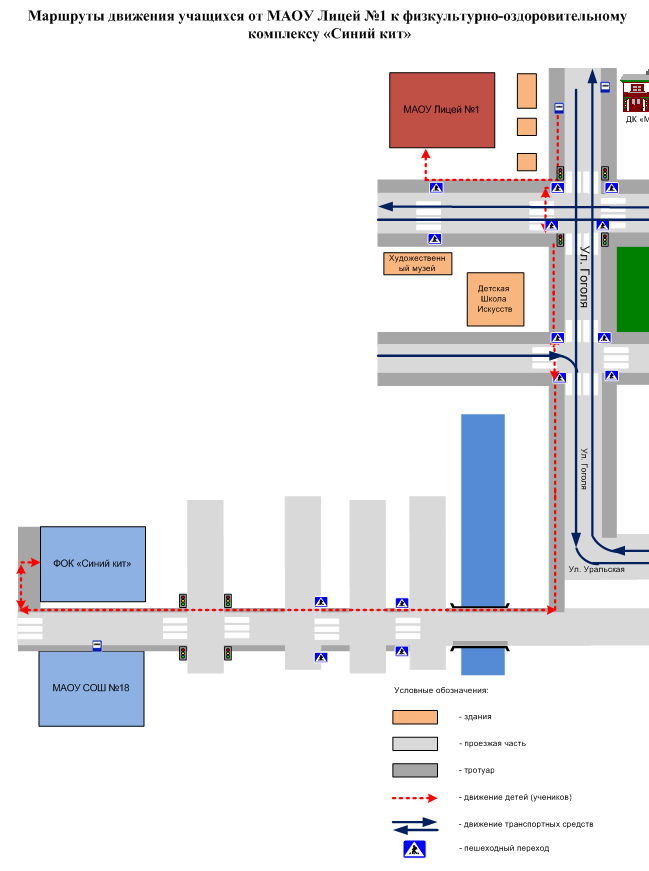 Маршруты движения учащихся от МАОУ Лицей №1 к физкультурно-оздоровительному
комплексу «Синий кит»
МАОУ Лицей №1
ДК «М
Художественн
ый музей
Детская
Школа
Искусств
Ул. Гоголя
Ул. Гоголя
Ул. Уральская
ФОК «Синий кит»
МАОУ СОШ №18
Условные обозначения:
- здания
- проезжая часть
- тротуар
- движение детей (учеников)
- движение транспортных средств
- пешеходный переход